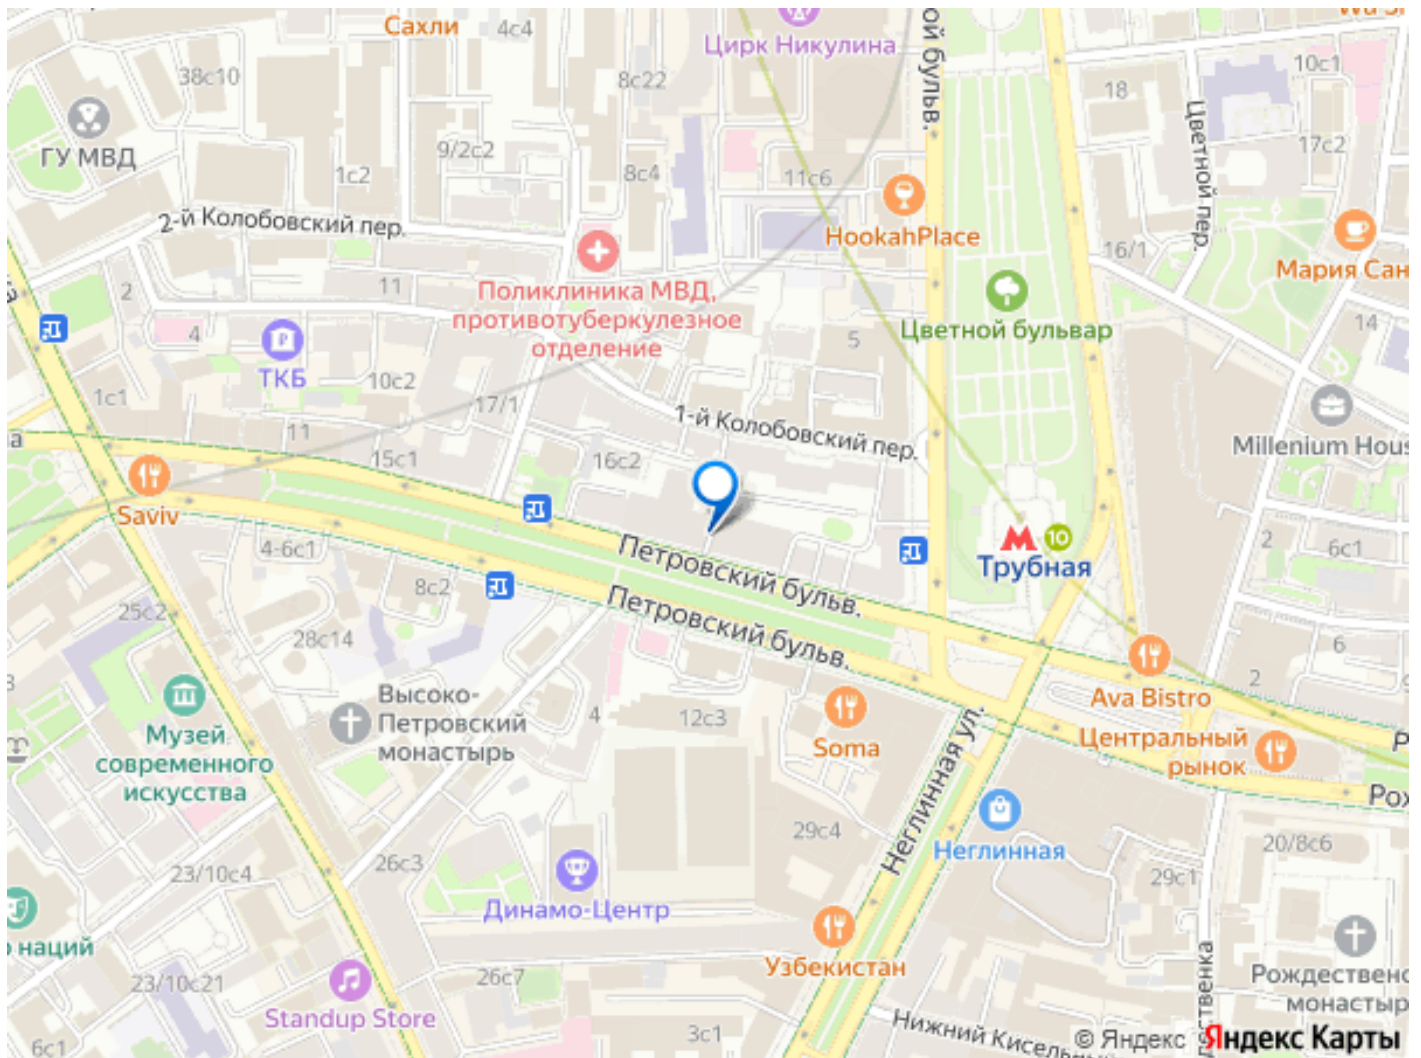 Сахли
4с4
Цирк Никулина
38с10
8с22
10с1
18
ГУ МВД
9/2с2
1с2
8с4
11с6
17с2
Цветной пер.
2-й Колобовский пер.
HookahPlace
16/1
Мария Сан
2
11
Поликлиника МВД,
противотуберкулезное
отделение
Цветной бульвар
4
ТКБ
5
14
10с2
1с1
17/1
1-й Колобовский пер.
Millenium Hous
11
15с1
16с2
Saviv
10
Трубная
2
6с1
4-6с1
8с2
Петровский бульв.
Петровский бульв.
25с2
28с14
6
2
Ava Bistro
Высоко-
Петровский
монастырь
4
12с3
Soma
Неглинная ул.
Центральный
рынок
Музей
современного
искусства
Рох
29с4
Неглинная
20/8с6
23/10с4
26с3
29с1
Динамо-Центр
наций
Узбекистан
23/10с21
26с7
Рождественс
монастыр
Standup Store
3с1
Нижний Кисельный
6с1
© Яндекс
Яндекс Карты